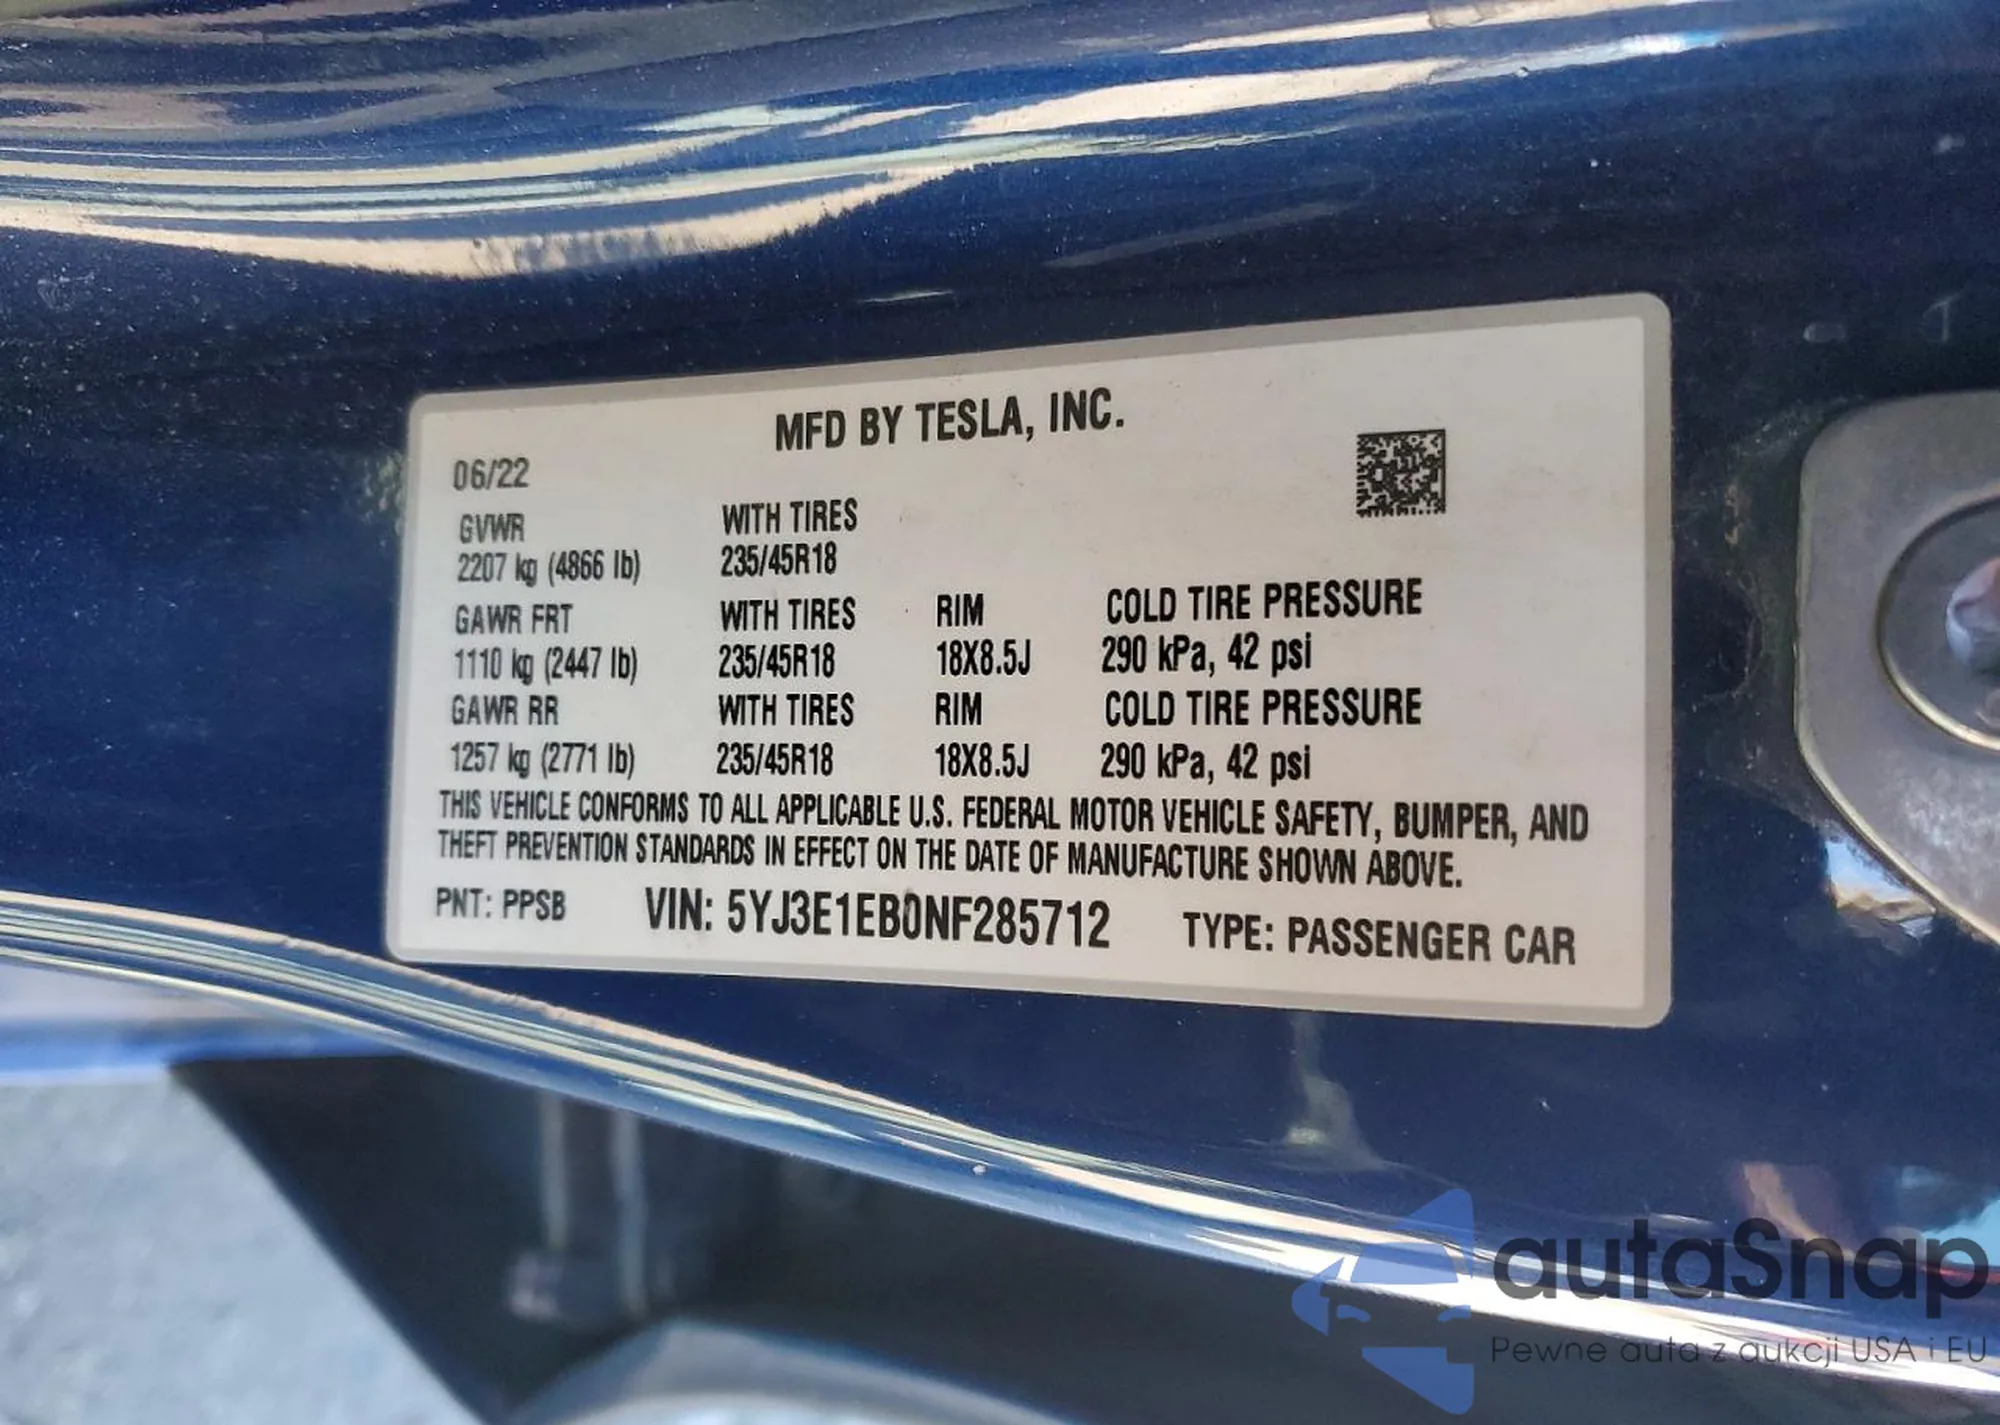 MFD BY TESLA, INC.
06/22
GVWR WITH TIRES
2207 kg (4866 lb) 235/45R18
GAWR FRT WITH TIRES RIM COLD TIRE PRESSURE
1110 kg (2447 lb) 235/45R18 18X8.5J 290 kPa, 42 psi
GAWR RR WITH TIRES RIM COLD TIRE PRESSURE
1257 kg (2771 lb) 235/45R18 18X8.5J 290 kPa, 42 psi
THIS VEHICLE CONFORMS TO ALL APPLICABLE U.S. FEDERAL MOTOR VEHICLE SAFETY, BUMPER, AND
THEFT PREVENTION STANDARDS IN EFFECT ON THE DATE OF MANUFACTURE SHOWN ABOVE.
PNT: PPSB VIN: 5YJ3E1EB0NF285712 TYPE: PASSENGER CAR
autaSnap
Pewne auta z aukcji USA i EU